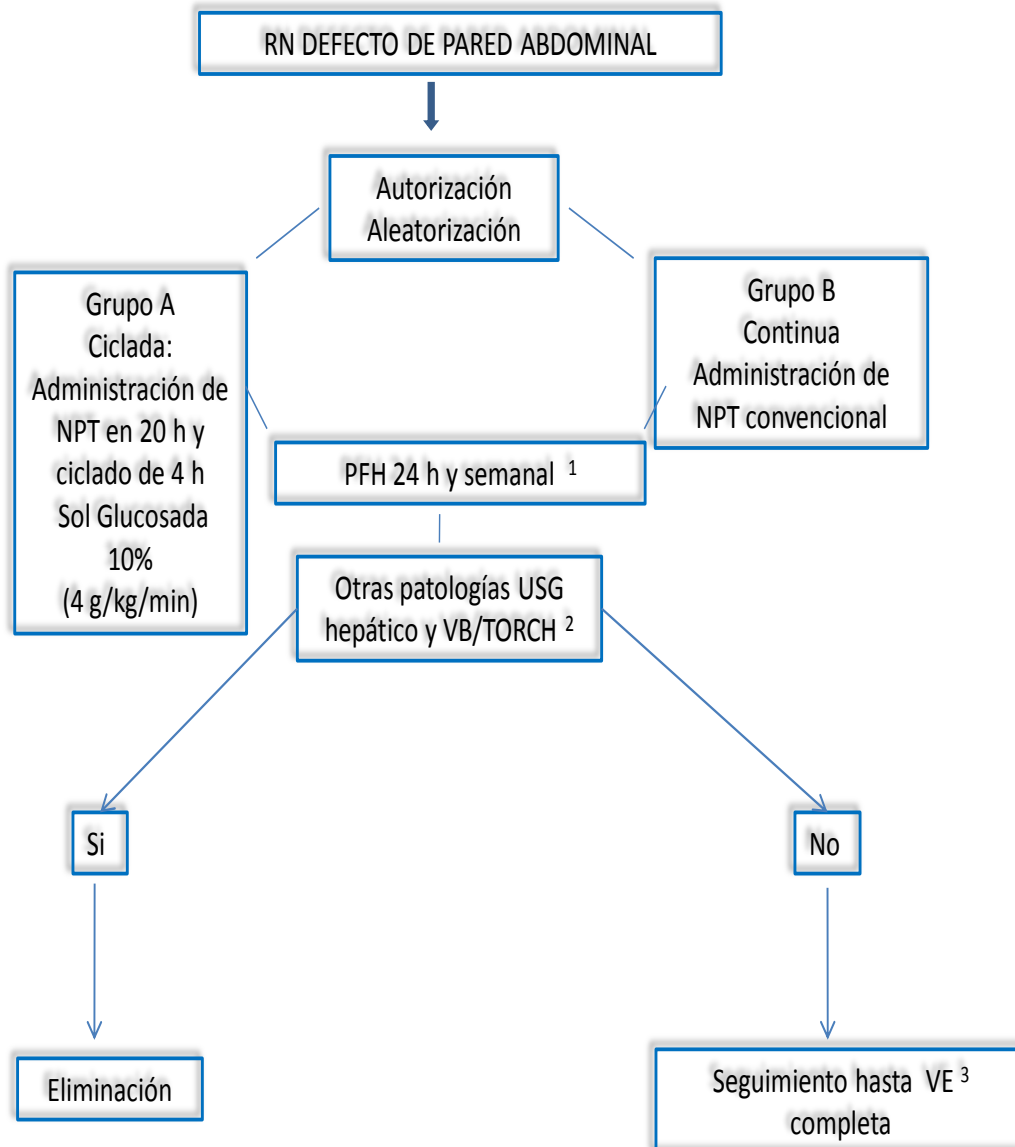 RN DEFECTO DE PARED ABDOMINAL
Autorización
Aleatorización
Grupo A
Ciclada:
Administración de
NPT en 20 h y
ciclado de 4 h
Sol Glucosada
10%
(4 g/kg/min)
Grupo B
Continua
Administración de
NPT convencional
PFH 24 h y semanal 1
Otras patologías USG
hepático y VB/TORCH 2
Si
No
Eliminación
Seguimiento hasta VE 3
completa